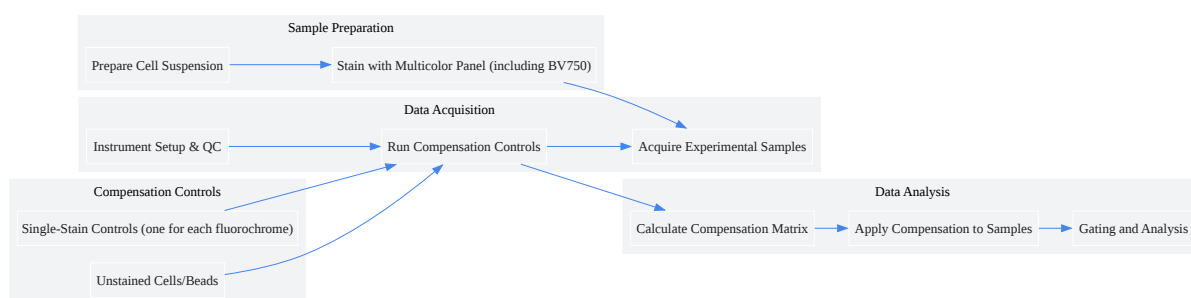 Sample Preparation
Prepare Cell Suspension
Stain with Multicolor Panel (including BV750)
Data Acquisition
Instrument Setup & QC
Run Compensation Controls
Acquire Experimental Samples
Compensation Controls
Single-Stain Controls (one for each fluorochrome)
Unstained Cells/Beads
Data Analysis
Calculate Compensation Matrix
Apply Compensation to Samples
Gating and Analysis